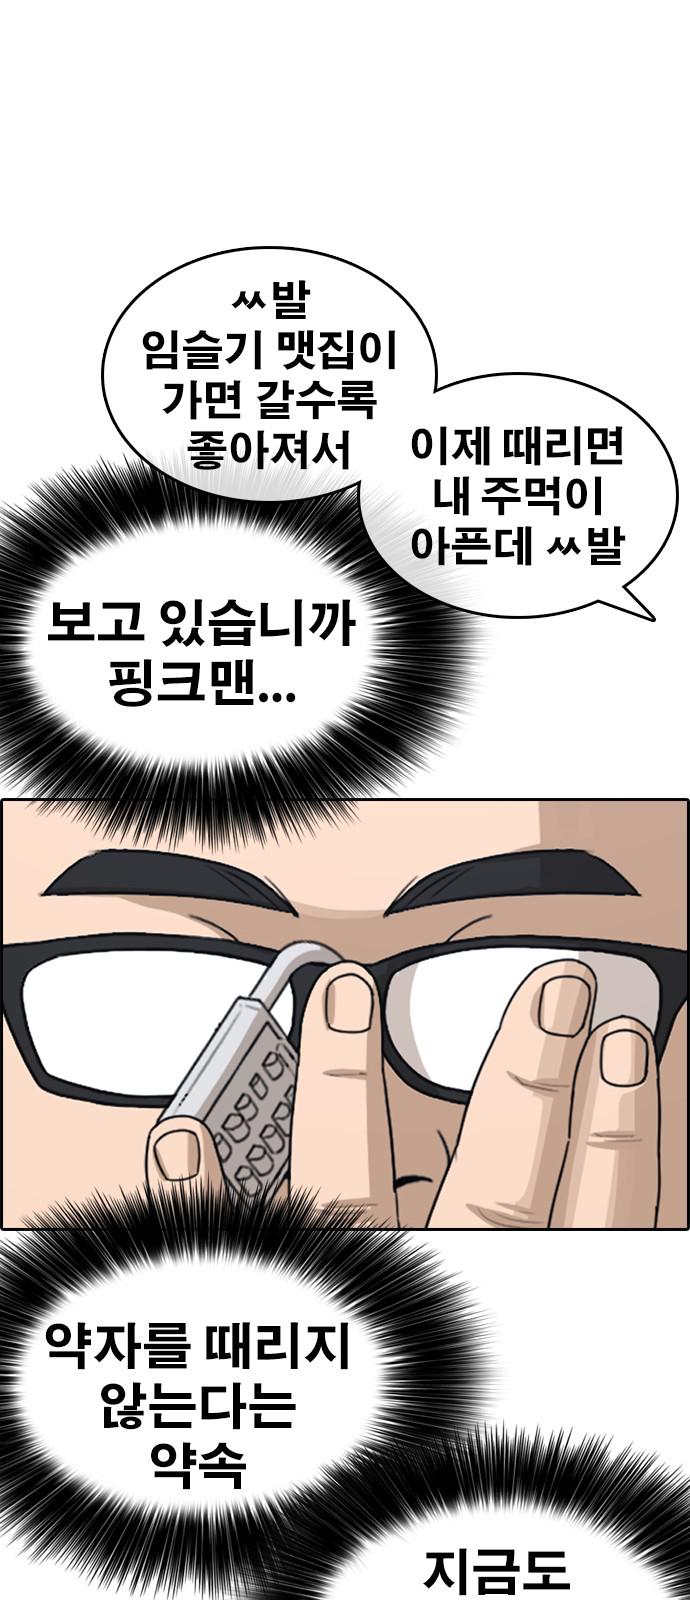 ㅆ발
임슬기 맷집이
가면 갈수록
좋아져서
이제 때리면
내 주먹이
아픈데 ㅆ발
보고 있습니까
핑크맨...
약자를 때리지
않는다는
약속
지금도